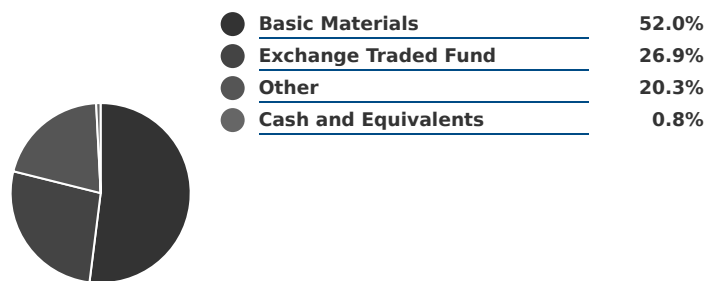 Basic Materials 52.0%
Exchange Traded Fund 26.9%
Other 20.3%
Cash and Equivalents 0.8%